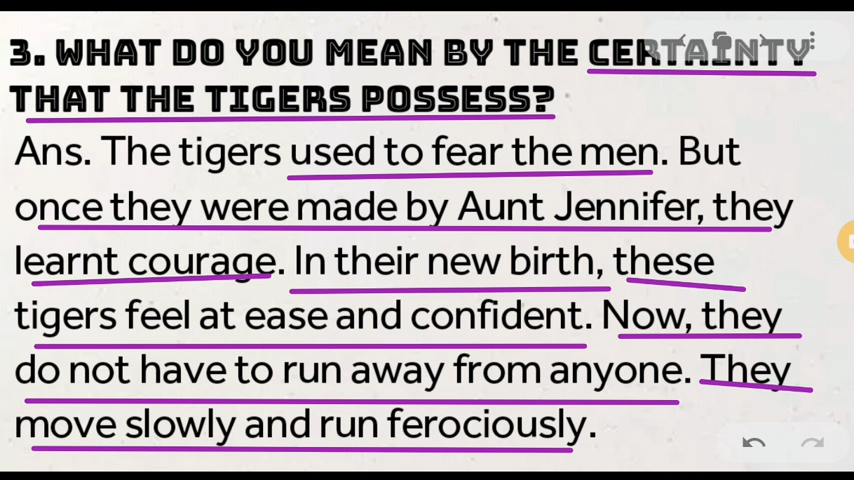 3. WHAT DO YOU MEAN BY THE CERTAINTY
THAT THE TIGERS POSSESS?
Ans. The tigers used to fear the men. But
once they were made by Aunt Jennifer, they
learnt courage. In their new birth, these
tigers feel at ease and confident. Now, they
do not have to run away from anyone. They
move slowly and run ferociously.